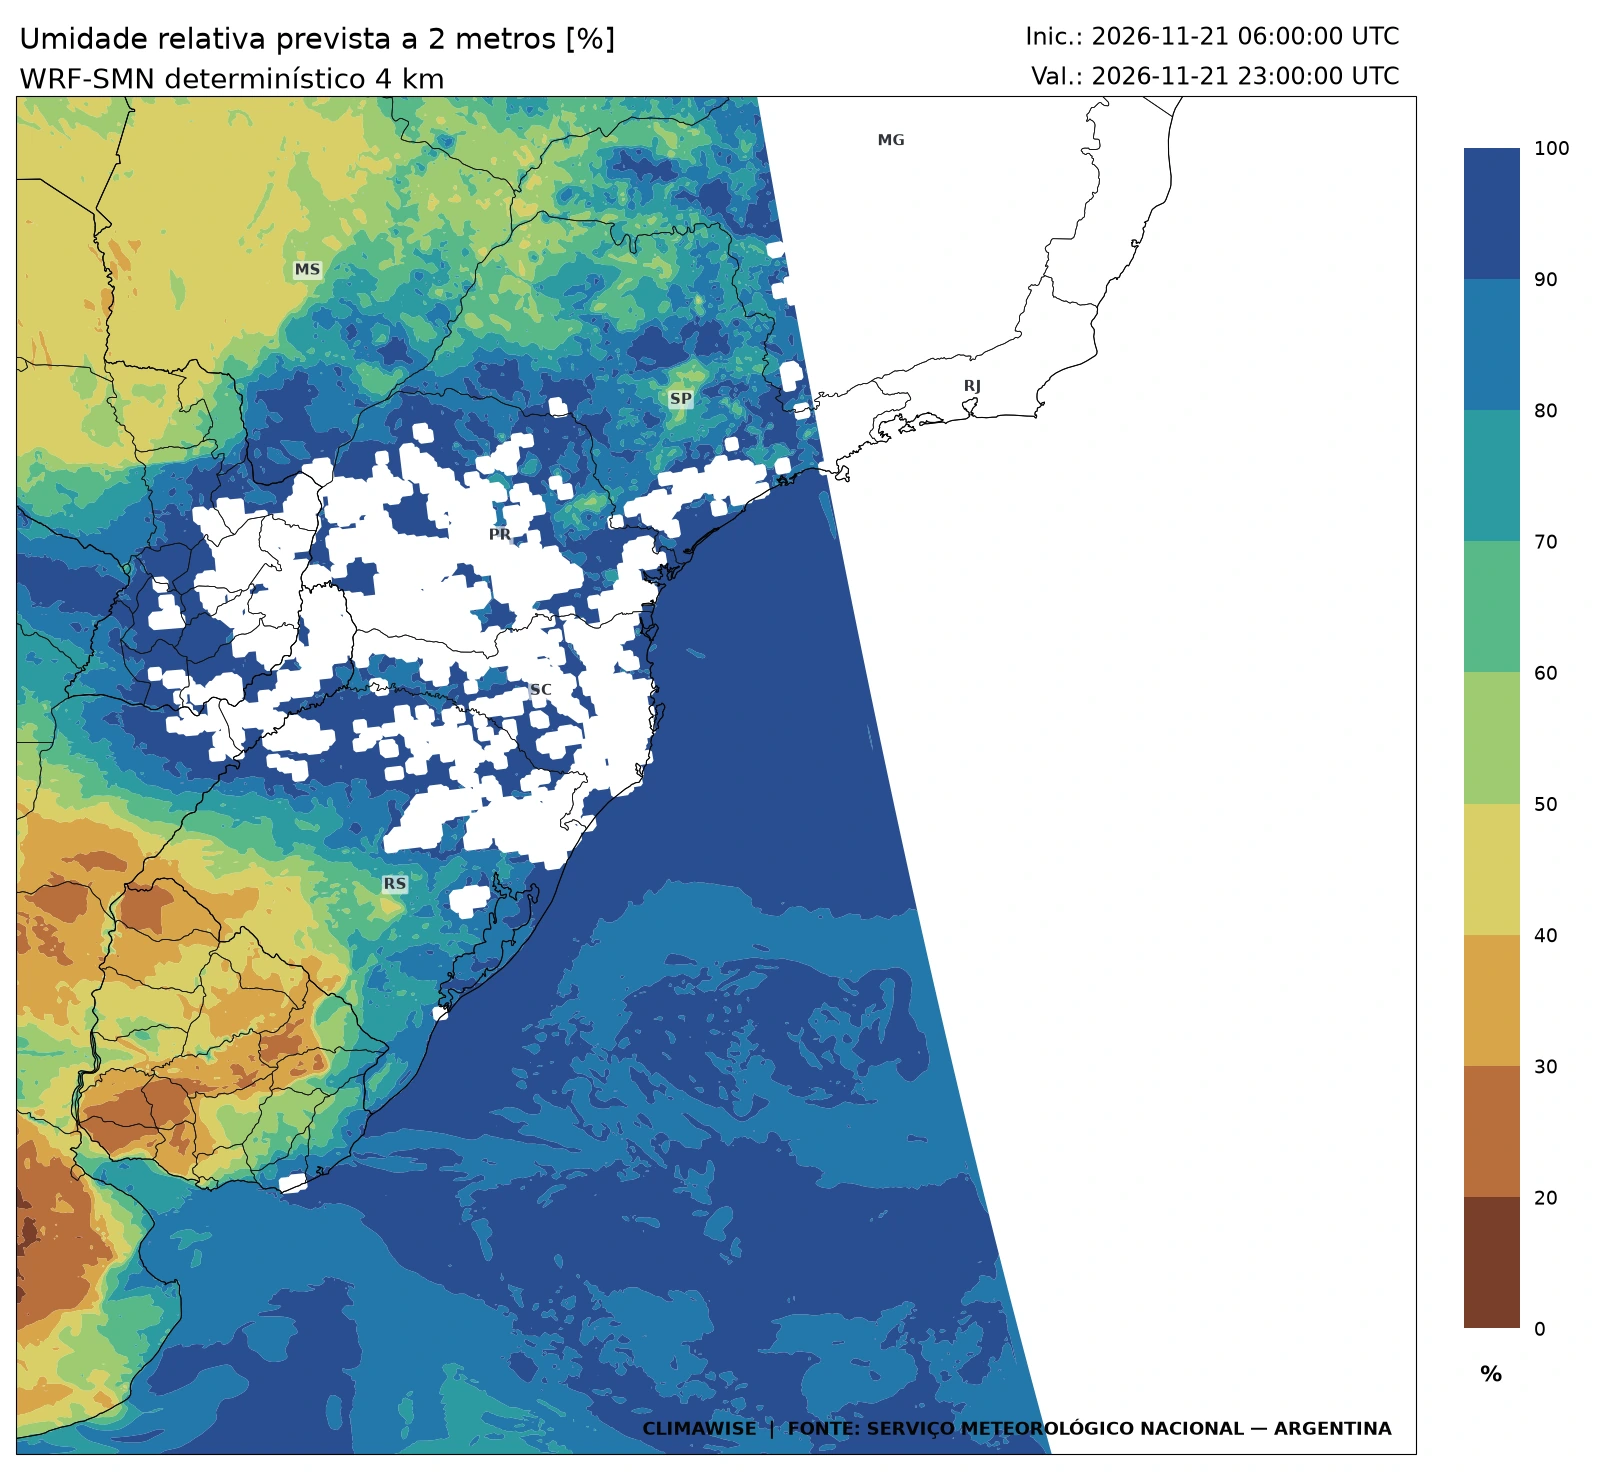 Umidade relativa prevista a 2 metros [%]
WRF-SMN determinístico 4 km
Inic.: 2026-11-21 06:00:00 UTC
Val.: 2026-11-21 23:00:00 UTC
MG
MS
RJ
SP
PR
SC
RS
100
90
80
70
60
50
40
30
20
0
%
CLIMAWISE | FONTE: SERVIÇO METEOROLÓGICO NACIONAL — ARGENTINA